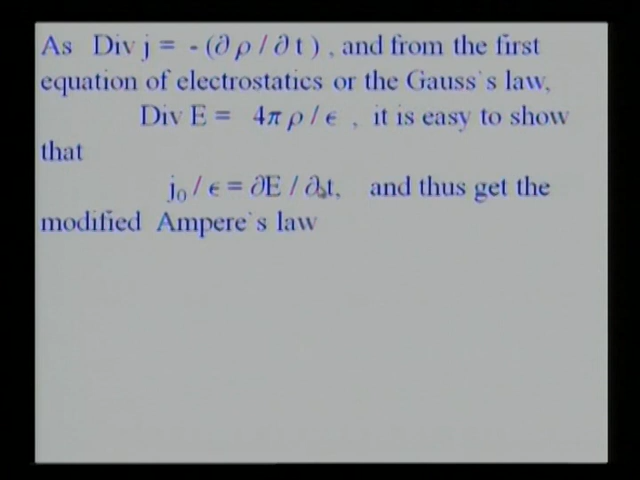 As Div j = - (∂ ρ / ∂ t ) , and from the first
equation of electrostatics or the Gauss`s law,
Div E = 4π ρ / ϵ , it is easy to show
that
j₀ / ϵ = ∂E / ∂t, and thus get the
modified Ampere`s law